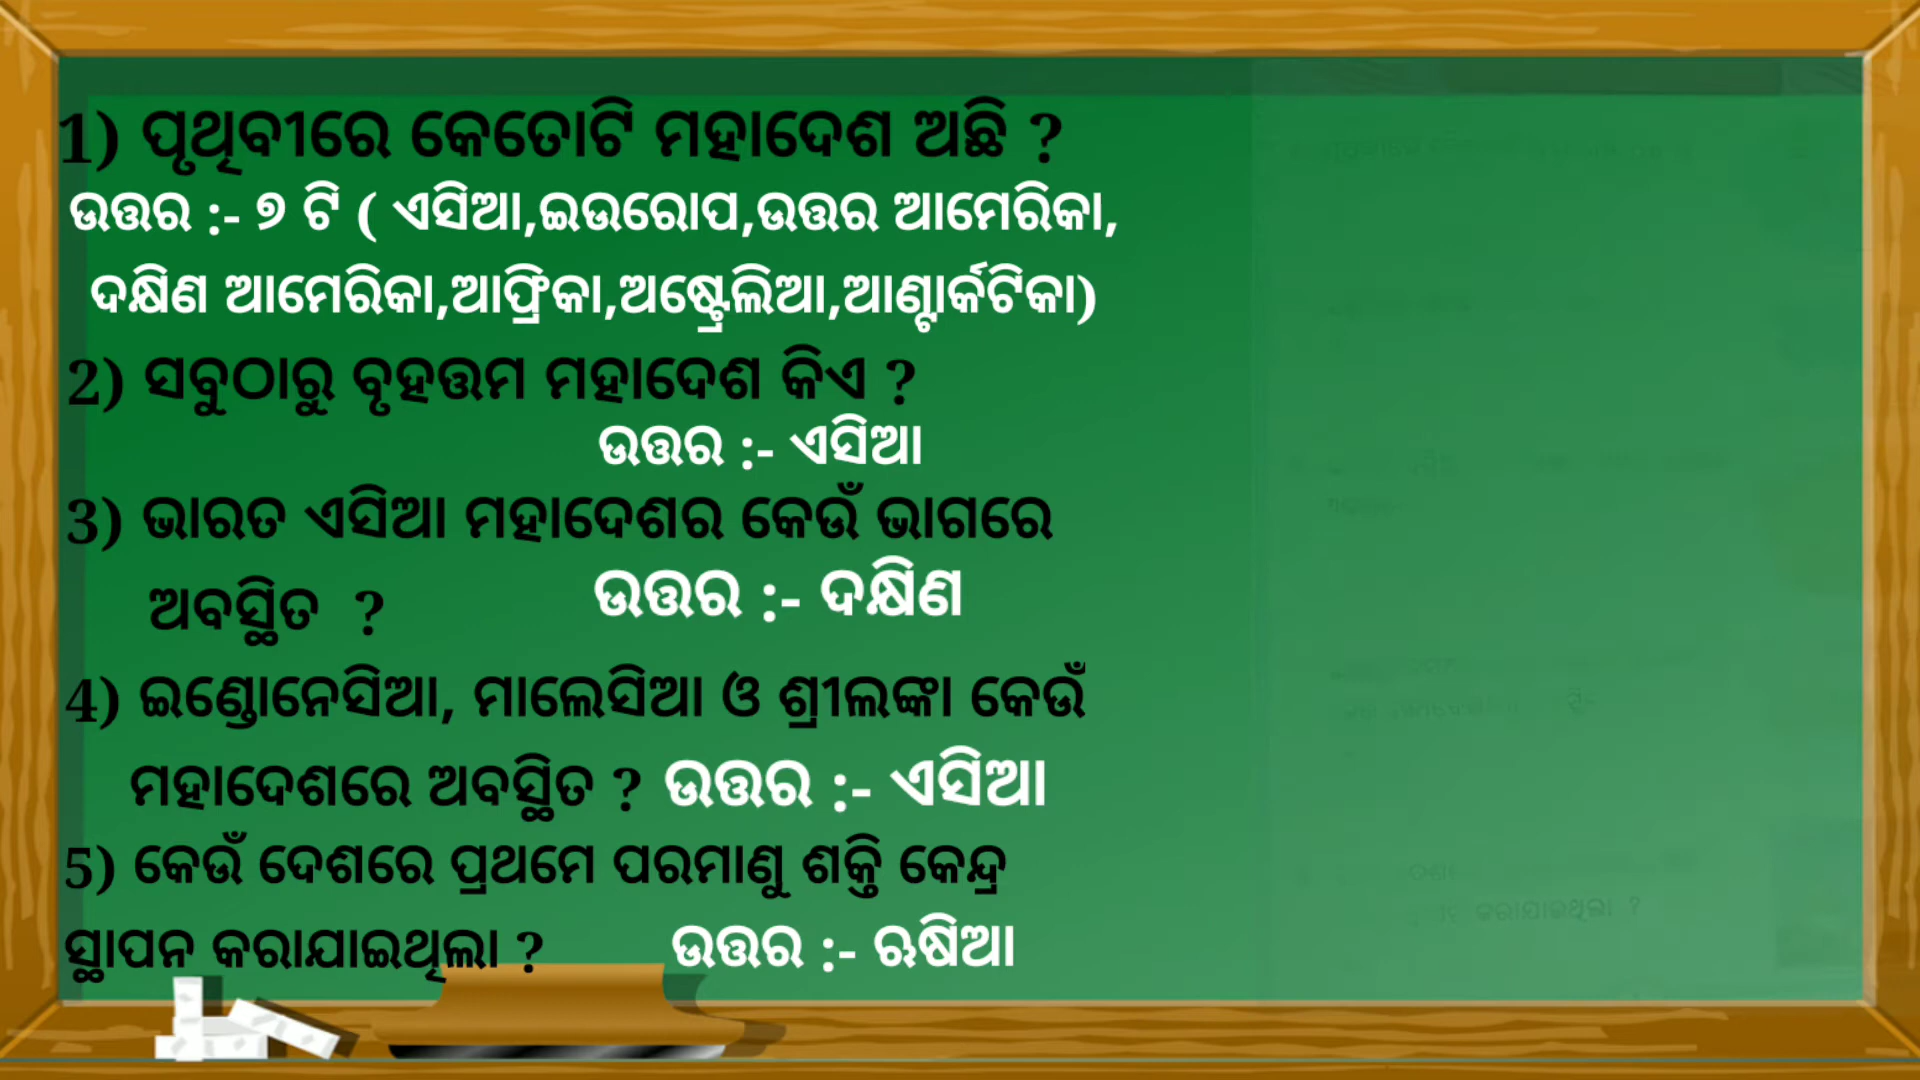 1) ପୃଥିବୀରେ କେତୋଟି ମହାଦେଶ ଅଛି ?
ଉତ୍ତର :- ୭ ଟି ( ଏସିଆ,ଇଉରୋପ,ଉତ୍ତର ଆମେରିକା,
ଦକ୍ଷିଣ ଆମେରିକା,ଆଫ୍ରିକା,ଅଷ୍ଟ୍ରେଲିଆ,ଆଣ୍ଟାର୍କଟିକା)
2) ସବୁଠାରୁ ବୃହତ୍ତମ ମହାଦେଶ କିଏ ?
ଉତ୍ତର :- ଏସିଆ
3) ଭାରତ ଏସିଆ ମହାଦେଶର କେଉଁ ଭାଗରେ
ଅବସ୍ଥିତ ? ଉତ୍ତର :- ଦକ୍ଷିଣ
4) ଇଣ୍ଡୋନେସିଆ, ମାଲେସିଆ ଓ ଶ୍ରୀଲଙ୍କା କେଉଁ
ମହାଦେଶରେ ଅବସ୍ଥିତ ? ଉତ୍ତର :- ଏସିଆ
5) କେଉଁ ଦେଶରେ ପ୍ରଥମେ ପରମାଣୁ ଶକ୍ତି କେନ୍ଦ୍ର
ସ୍ଥାପନ କରାଯାଇଥିଲା ? ଉତ୍ତର :- ଋଷିଆ
କରାଯାଇଥିଲା ?